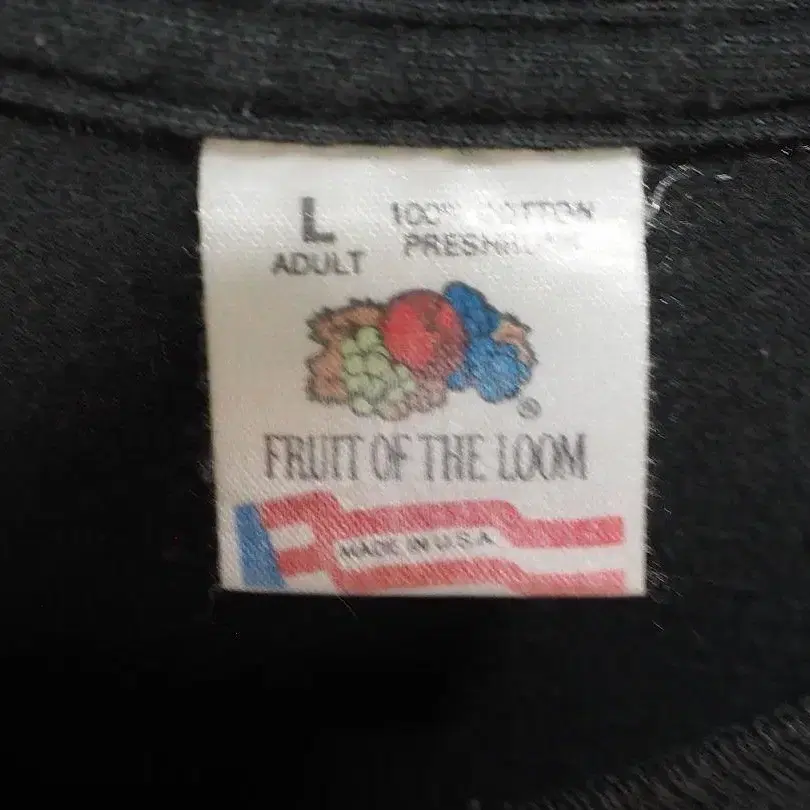 L
ADULT
100% COTTON
PRESHRUNK
FRUIT OF THE LOOM
®
MADE IN U.S.A.